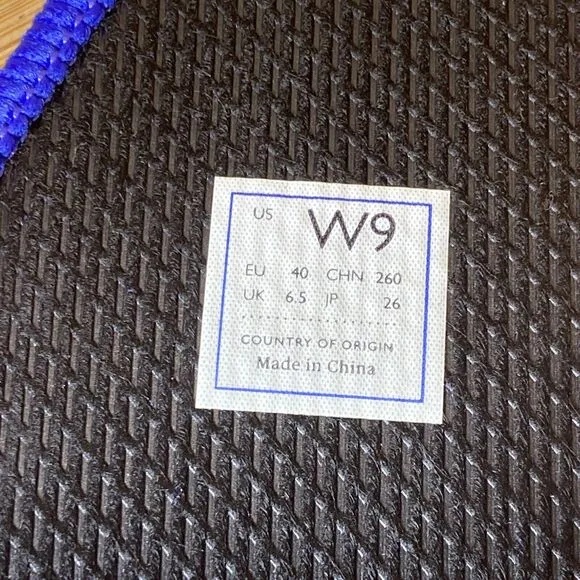 US W9
EU 40 CHN 260
UK 6.5 JP 26
COUNTRY OF ORIGIN
Made in China